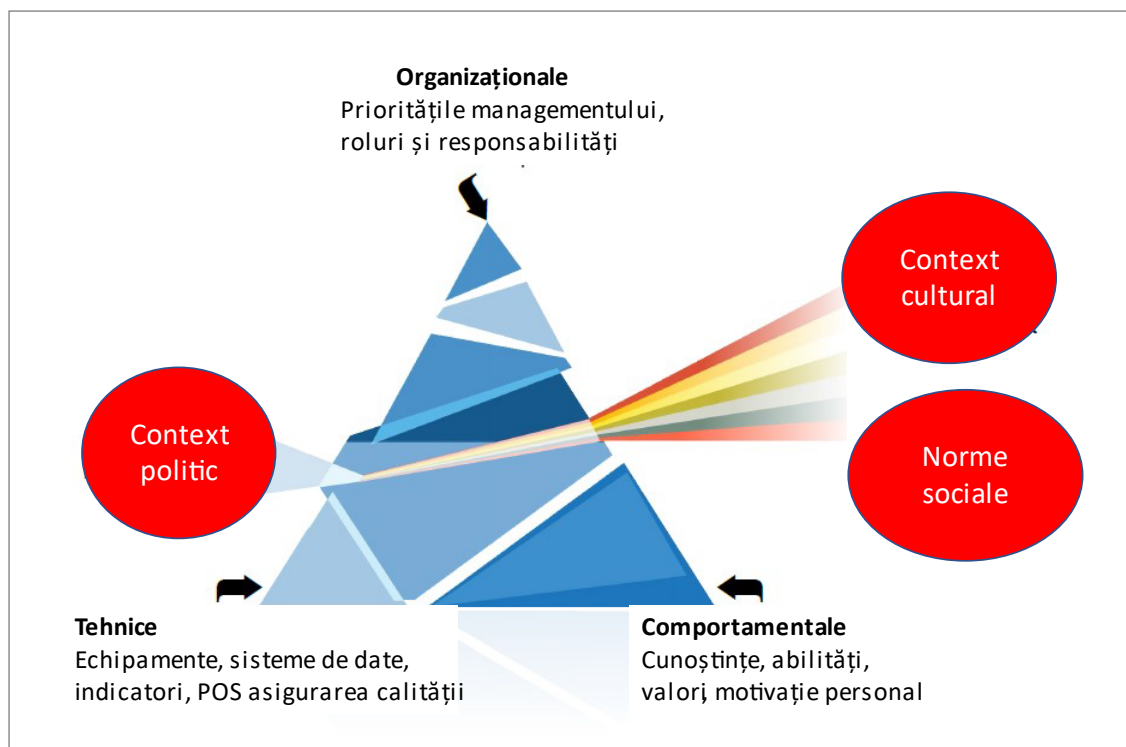 Organizaționale
Prioritățile managementului,
roluri și responsabilități
Context
cultural
Context
politic
Norme
sociale
Tehnice
Echipamente, sisteme de date,
indicatori, POS asigurarea calității
Comportamentale
Cunoștințe, abilități,
valori, motivație personal